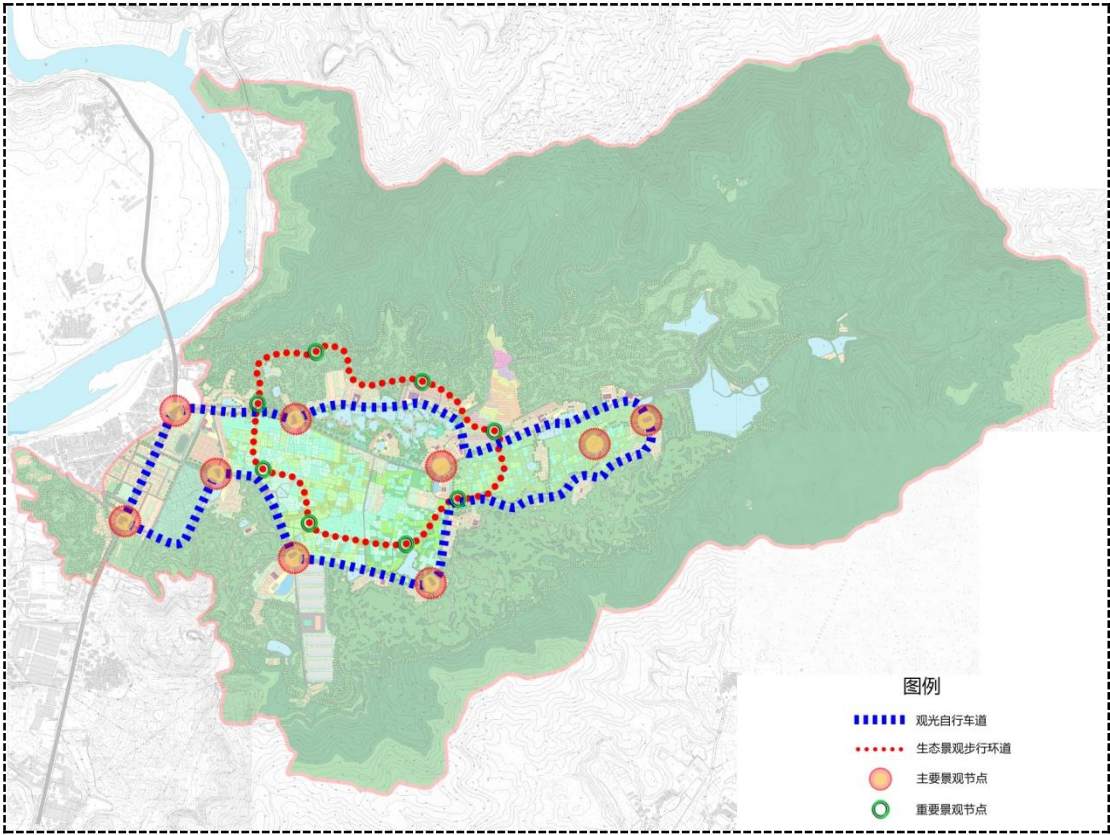 图例
观光自行车道
生态景观步行环道
主要景观节点
重要景观节点